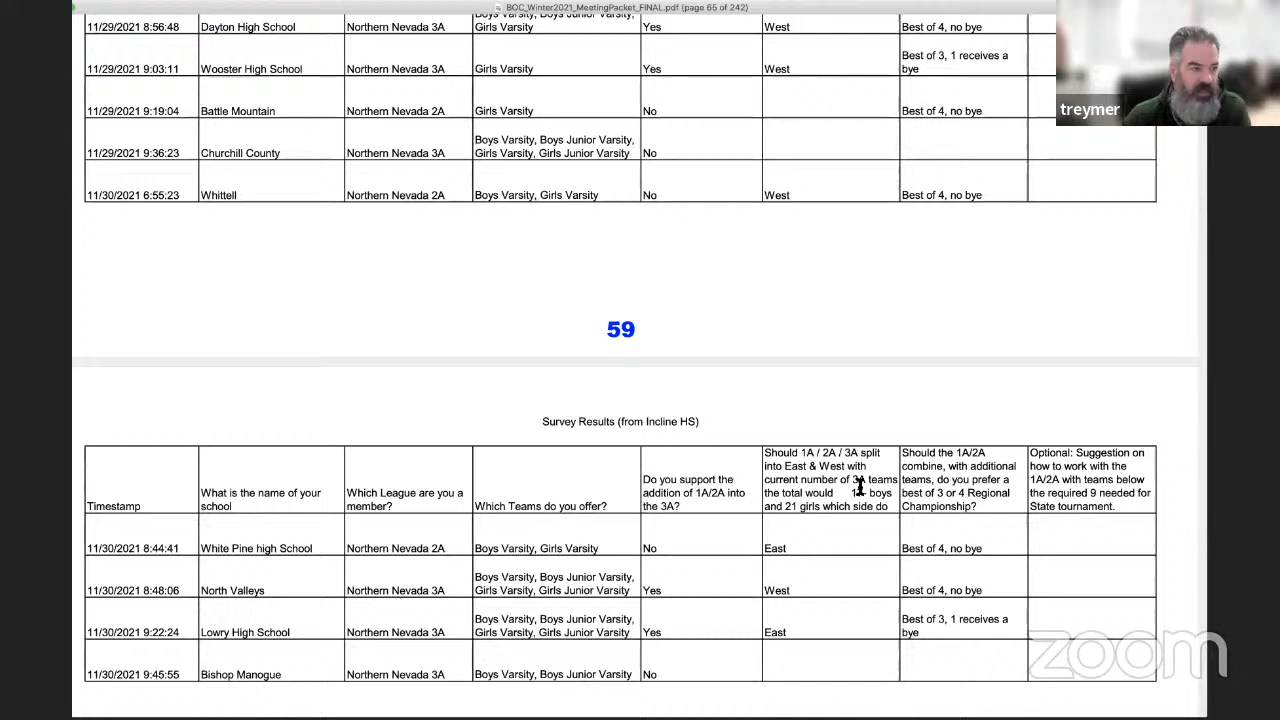 BOC_Winter2021_MeetingPacket_FINAL.pdf (page 65 of 242)
Boys Varsity, Boys Junior Varsity,
11/29/2021 8:56:48 Dayton High School Northern Nevada 3A Girls Varsity Yes West Best of 4, no bye
Best of 3, 1 receives a
11/29/2021 9:03:11 Wooster High School Northern Nevada 3A Girls Varsity Yes West bye
treymer
11/29/2021 9:19:04 Battle Mountain Northern Nevada 2A Girls Varsity No Best of 4, no bye
Boys Varsity, Boys Junior Varsity,
11/29/2021 9:36:23 Churchill County Northern Nevada 3A Girls Varsity, Girls Junior Varsity No
11/30/2021 6:55:23 Whittell Northern Nevada 2A Boys Varsity, Girls Varsity No West Best of 4, no bye
59
Survey Results (from Incline HS)
Timestamp
What is the name of your
school
Which League are you a
member?
Which Teams do you offer?
Do you support the
addition of 1A/2A into
the 3A?
Should 1A / 2A / 3A split
into East & West with
current number of 3A teams
the total would boys
and 21 girls which side do
Should the 1A/2A
combine, with additional
teams, do you prefer a
best of 3 or 4 Regional
Championship?
Optional: Suggestion on
how to work with the
1A/2A with teams below
the required 9 needed for
State tournament.
11/30/2021 8:44:41 White Pine high School Northern Nevada 2A Boys Varsity, Girls Varsity No East Best of 4, no bye
Boys Varsity, Boys Junior Varsity,
11/30/2021 8:48:06 North Valleys Northern Nevada 3A Girls Varsity, Girls Junior Varsity Yes West Best of 4, no bye
Boys Varsity, Boys Junior Varsity, Best of 3, 1 receives a
11/30/2021 9:22:24 Lowry High School Northern Nevada 3A Girls Varsity, Girls Junior Varsity Yes East bye
11/30/2021 9:45:55 Bishop Manogue Northern Nevada 3A Boys Varsity, Boys Junior Varsity No
zoom